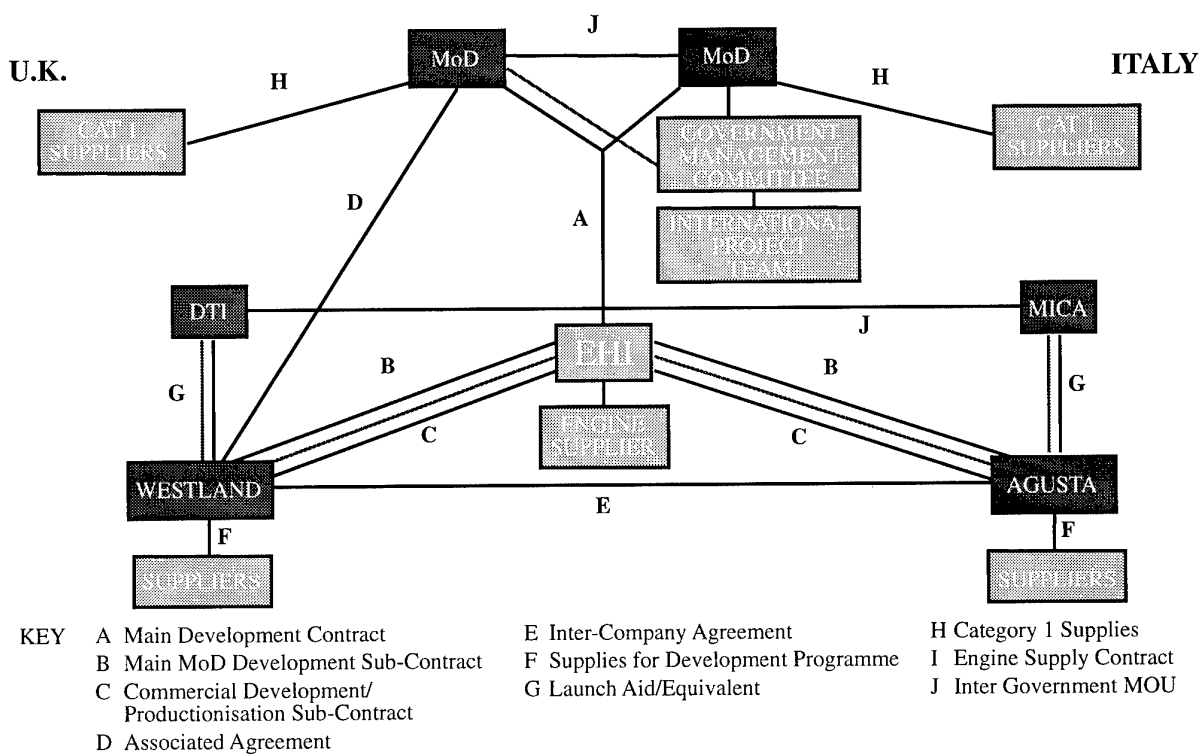 J
U.K.
MoD
MoD
ITALY
H
H
CAT 1
SUPPLIERS
GOVERNMENT
MANAGEMENT
COMMITTEE
CAT 1
SUPPLIERS
D
A
INTERNATIONAL
PROJECT
TEAM
DTI
MICA
J
EHI
B
B
G
G
C
ENGINE
SUPPLIER
C
WESTLAND
AGUSTA
E
F
F
SUPPLIERS
SUPPLIERS
KEY
A Main Development Contract
B Main MoD Development Sub-Contract
C Commercial Development/
Productionisation Sub-Contract
D Associated Agreement
E Inter-Company Agreement
F Supplies for Development Programme
G Launch Aid/Equivalent
H Category 1 Supplies
I Engine Supply Contract
J Inter Government MOU